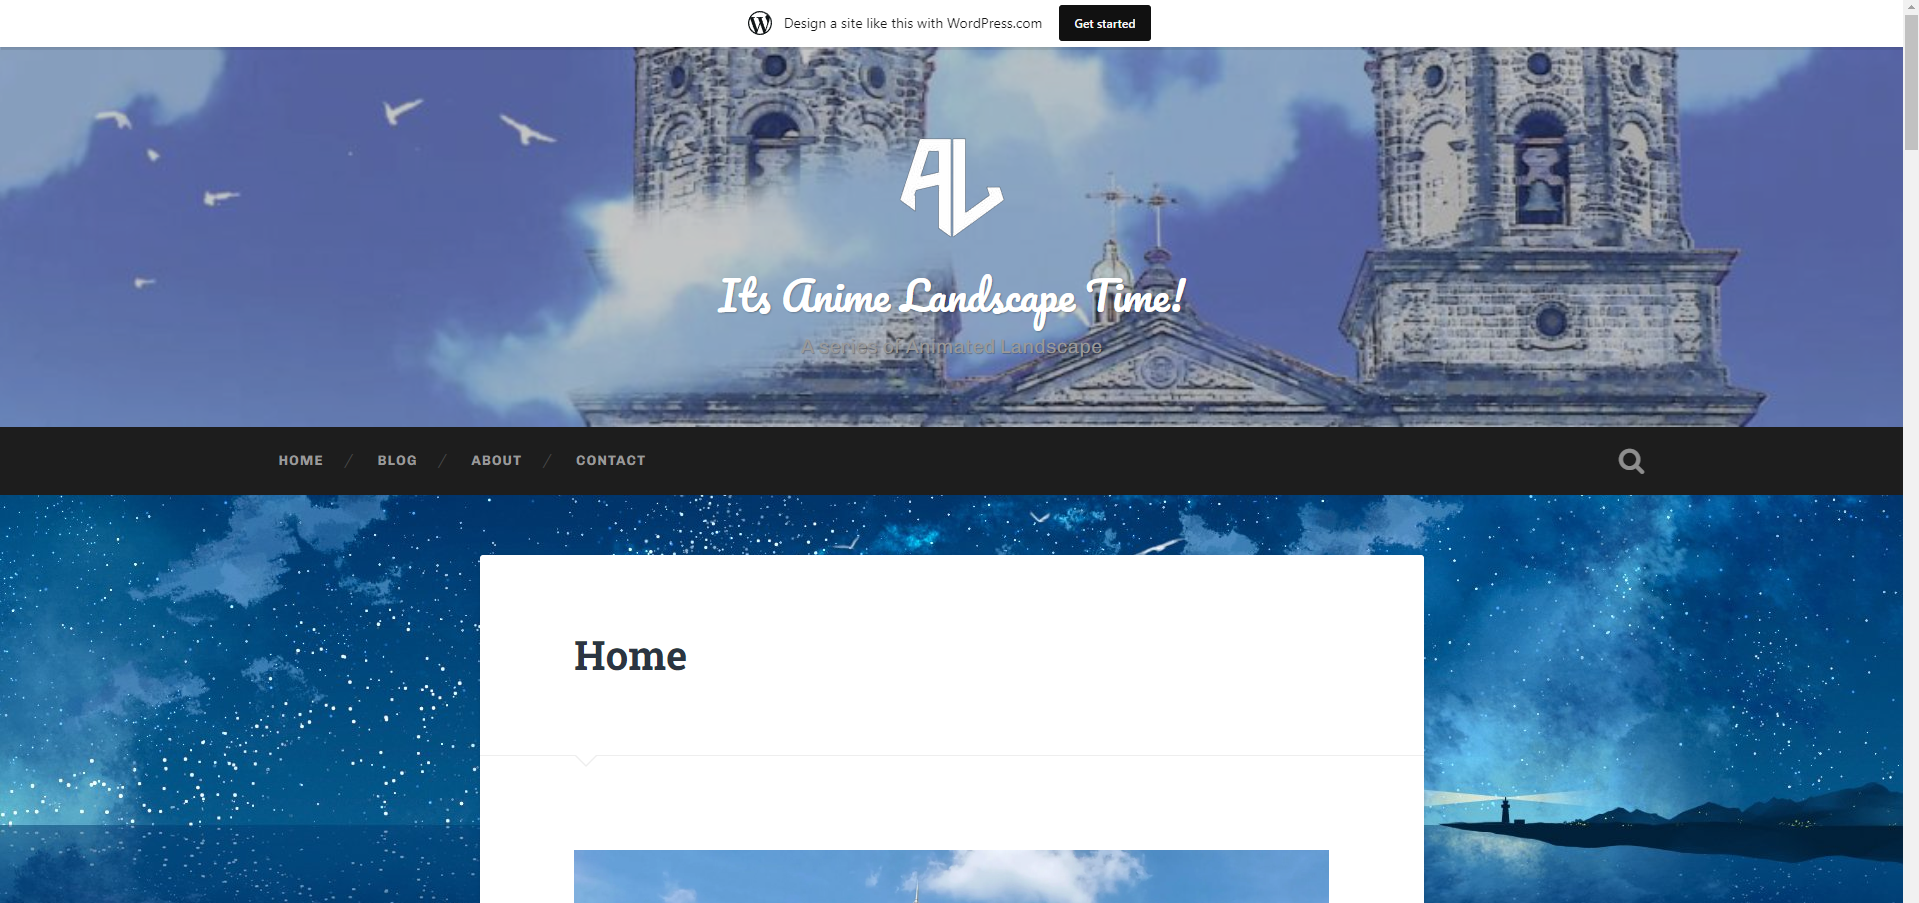 Design a site like this with WordPress.com
Get started
AL
Its Anime Landscape Time!
A series of Animated Landscape
HOME / BLOG / ABOUT / CONTACT
Home